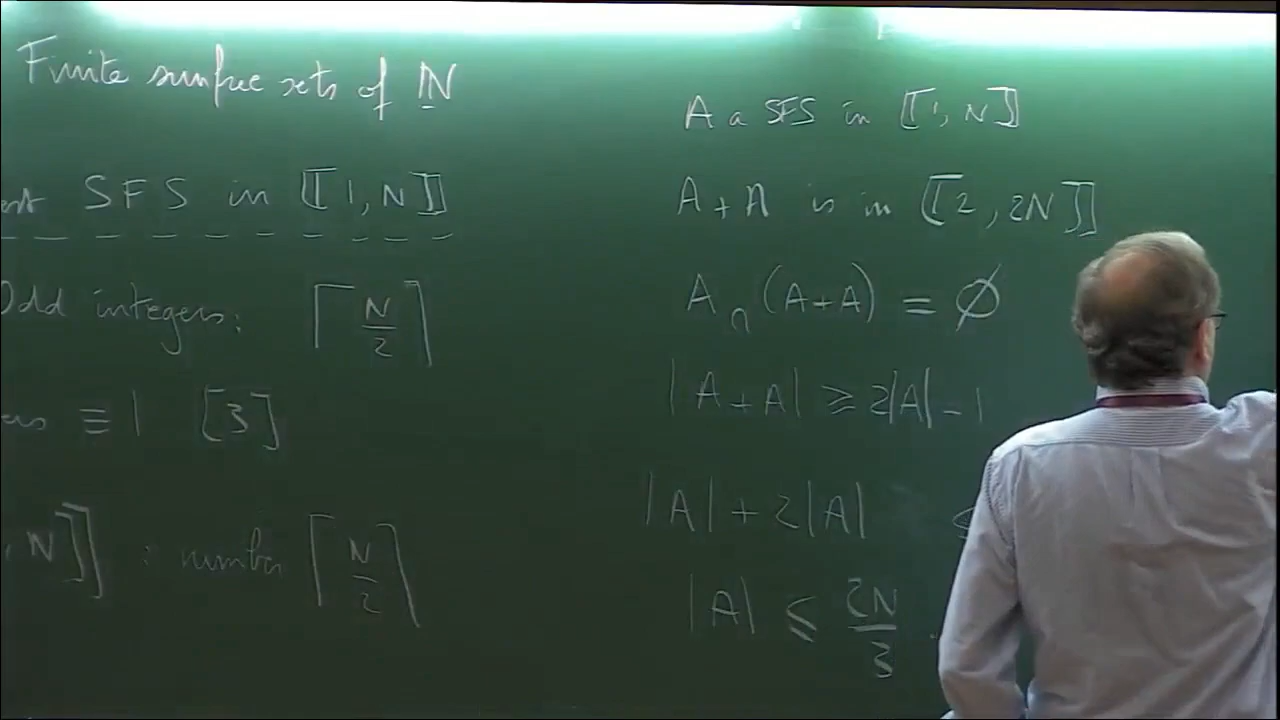 Finite sumfree sets of ℕ
SFS in ⟦1, N⟧
Odd integers: ⌈N/2⌉
≡ 1 [3]
, N⟧ : number ⌈N/2⌉
A a SFS in ⟦1, N⟧
A + A is in ⟦2, 2N⟧
A ∩ (A + A) = ∅
|A + A| ≥ 2|A| - 1
|A| + 2|A| ≤
|A| ≤ 2N/3